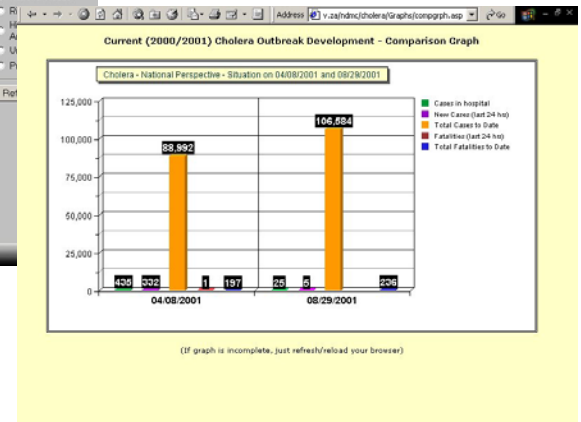 Address v.za/ndmc/cholera/Graphs/compgrph.asp Go
Ref
Current (2000/2001) Cholera Outbreak Development - Comparison Graph
Cholera - National Perspective - Situation on 04/08/2001 and 08/29/2001
125,000
100,000
75,000
50,000
25,000
0
88,992
106,584
435 332 1 197 25 5 236
04/08/2001 08/29/2001
Cases in hospital
New Cases (last 24 hrs)
Total Cases to Date
Fatalities (last 24 hs)
Total Fatalities to Date
(If graph is incomplete, just refresh/reload your browser)